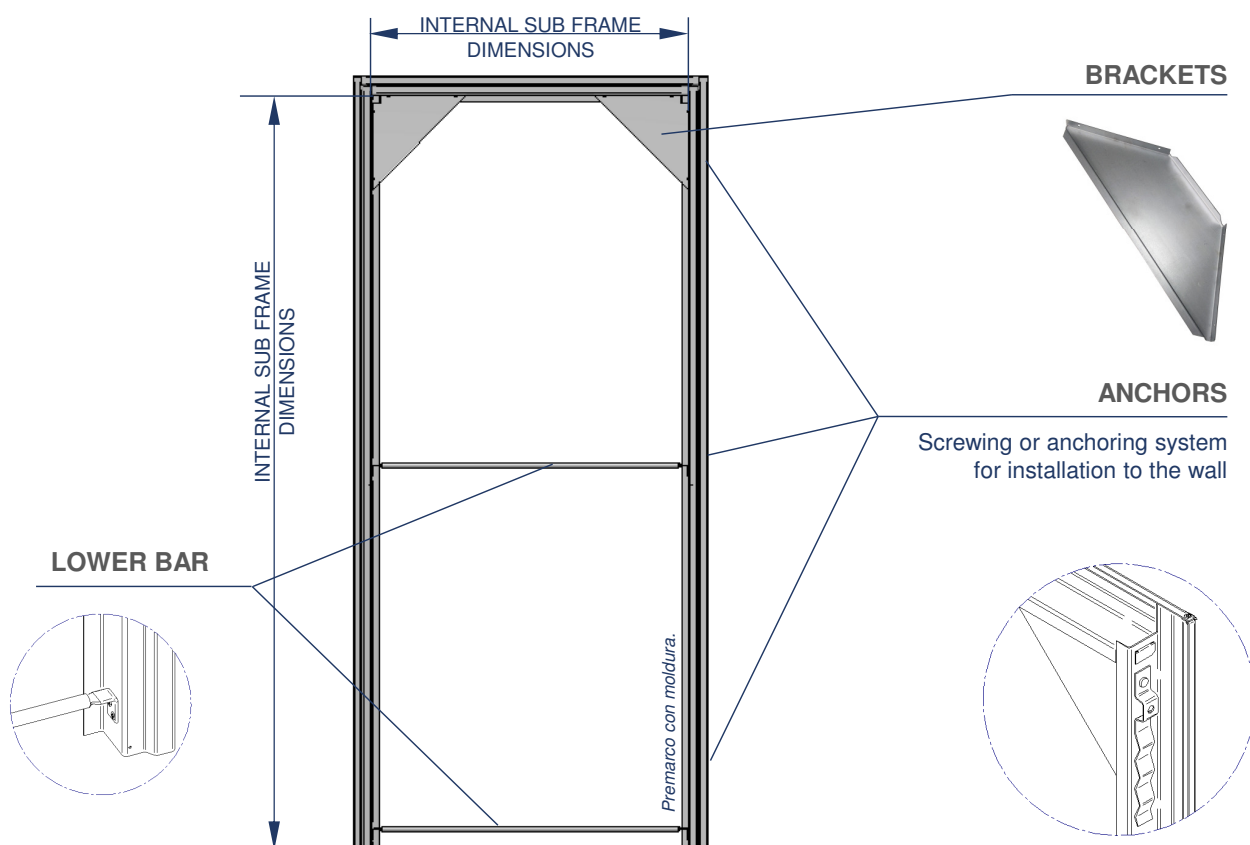 INTERNAL SUB FRAME
DIMENSIONS
BRACKETS
INTERNAL SUB FRAME
DIMENSIONS
ANCHORS
Screwing or anchoring system
for installation to the wall
LOWER BAR
Premarco con moldura.